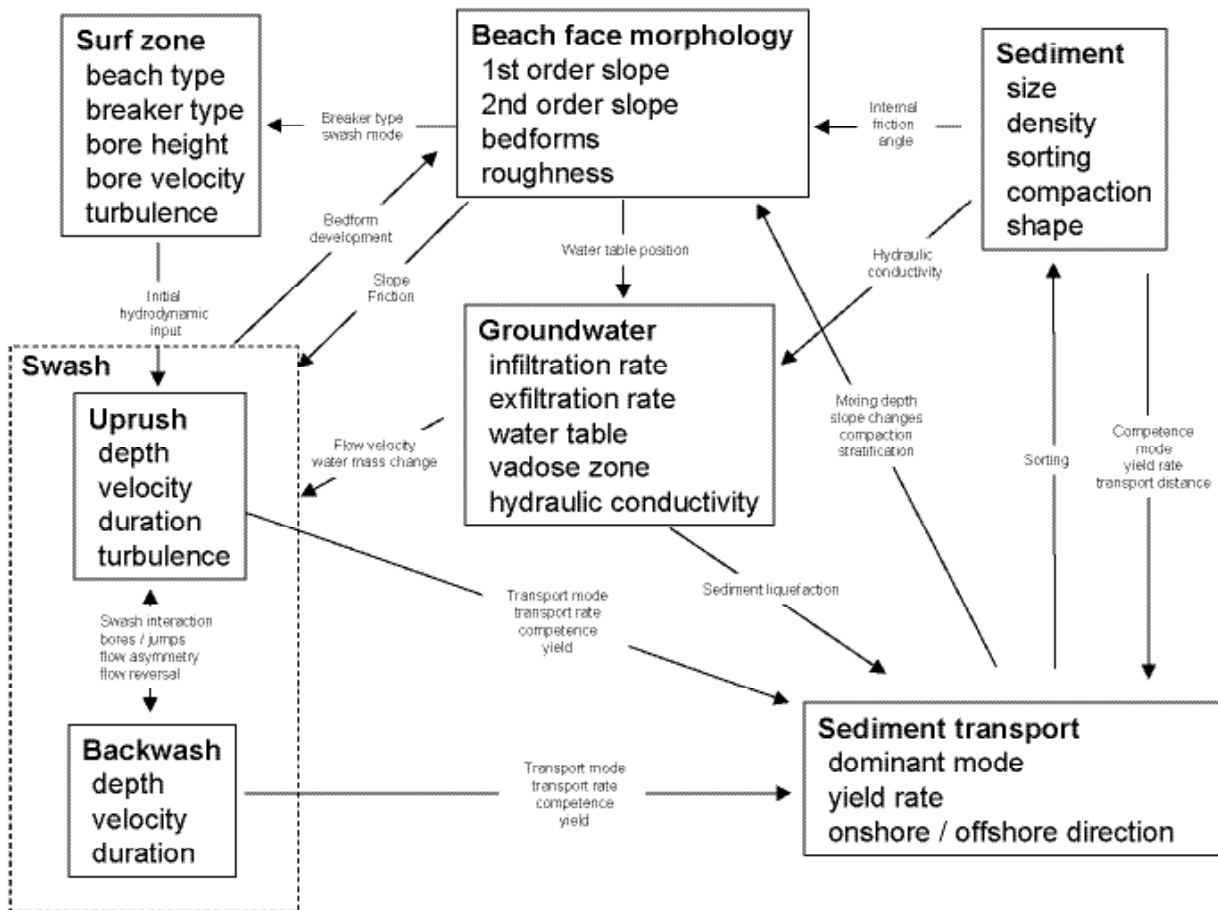 Surf zone
beach type
breaker type
bore height
bore velocity
turbulence
Breaker type
swash mode
Beach face morphology
1st order slope
2nd order slope
bedforms
roughness
Internal
friction
angle
Sediment
size
density
sorting
compaction
shape
Initial
hydrodynamic
input
Bedform
development
Slope
Friction
Water table position
Hydraulic
conductivity
Swash
Uprush
depth
velocity
duration
turbulence
Flow velocity
water mass change
Groundwater
infiltration rate
exfiltration rate
water table
vadose zone
hydraulic conductivity
Mixing depth
slope changes
compaction
stratification
Sorting
Competence
mode
yield rate
transport distance
Swash interaction
bores / jumps
flow asymmetry
flow reversal
Transport mode
transport rate
competence
yield
Sediment liquefaction
Backwash
depth
velocity
duration
Transport mode
transport rate
competence
yield
Sediment transport
dominant mode
yield rate
onshore / offshore direction